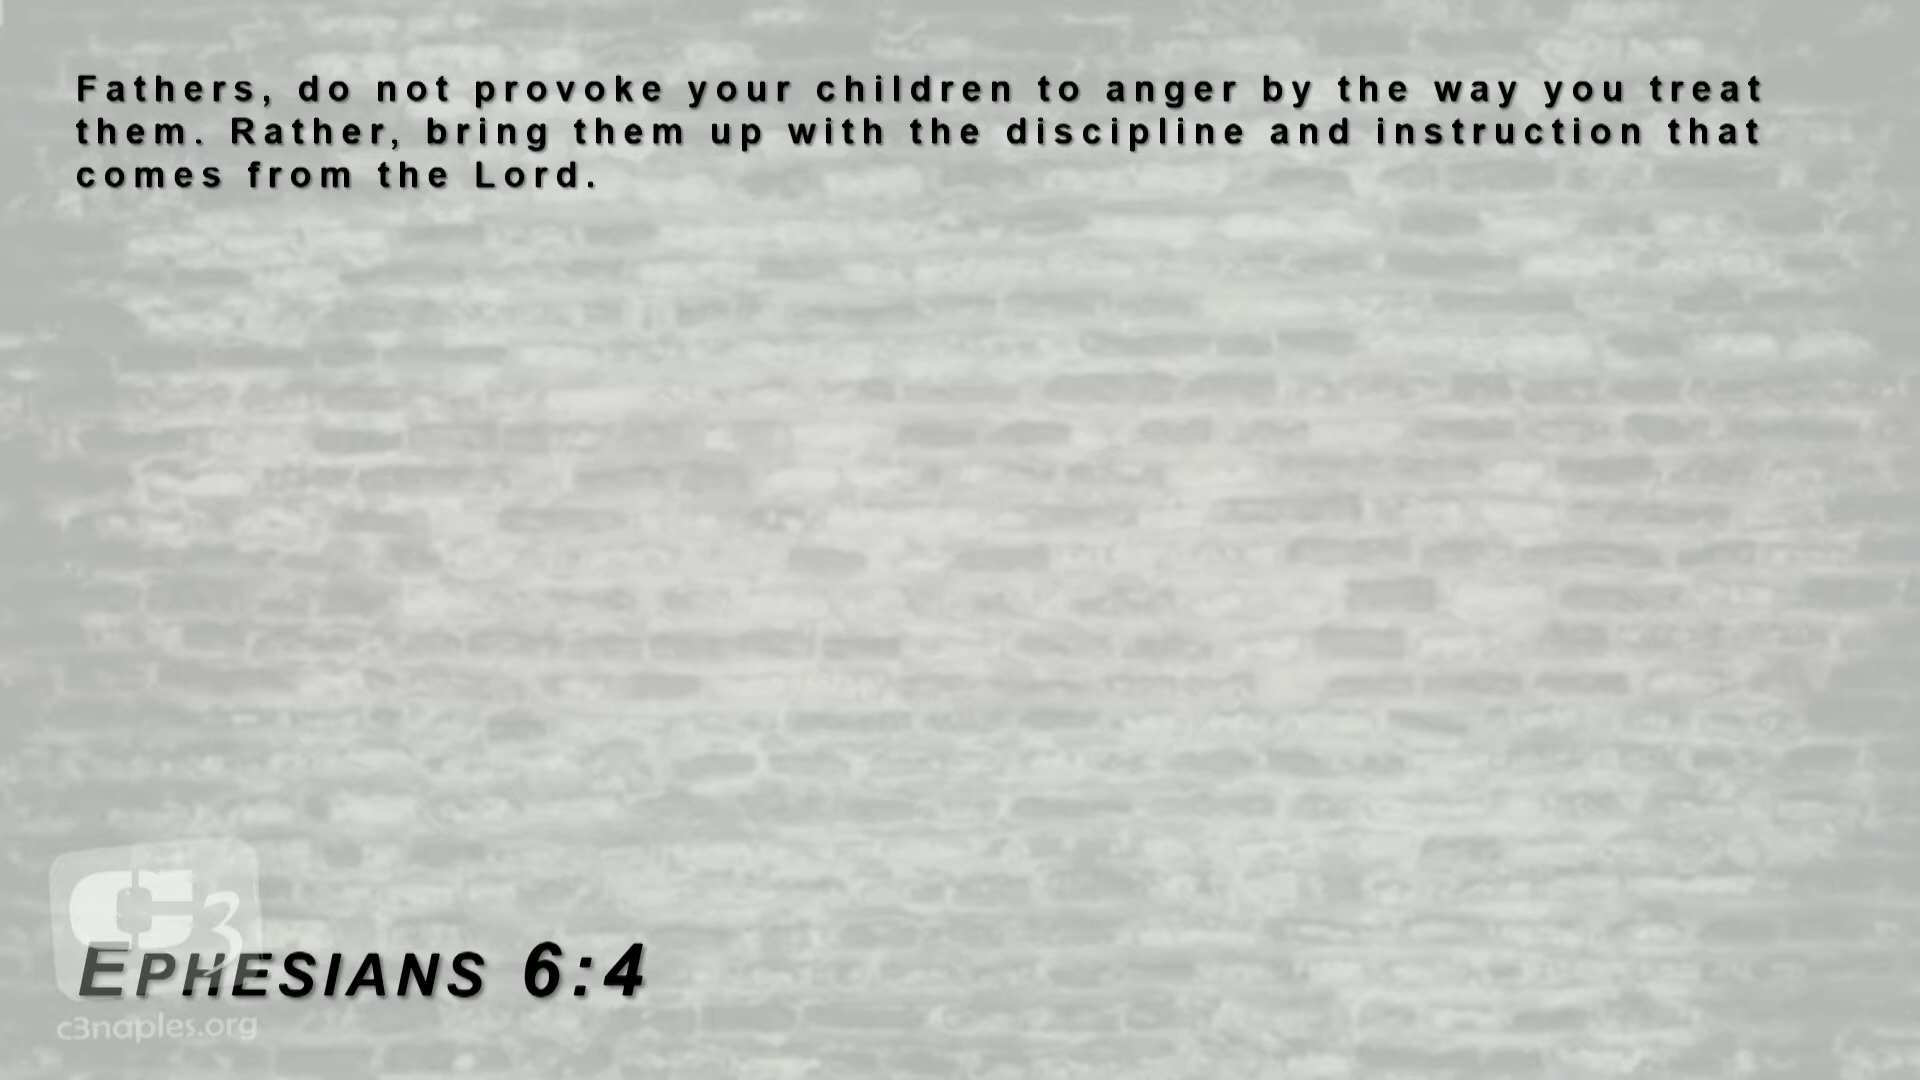 Fathers, do not provoke your children to anger by the way you treat
them. Rather, bring them up with the discipline and instruction that
comes from the Lord.
C3
EPHESIANS 6:4
c3naples.org